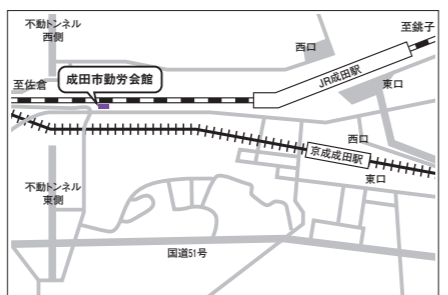 不動トンネル
西側
至佐倉
成田市勤労会館
西口
JR成田駅
至銚子
東口
西口
京成成田駅
東口
不動トンネル
東側
国道51号